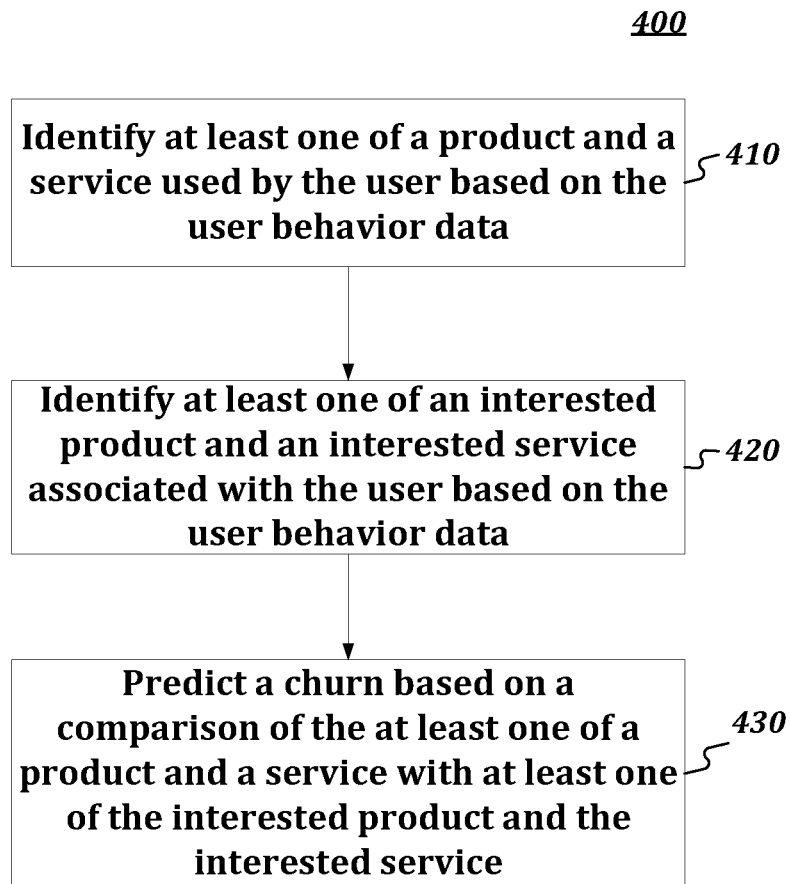 400
Identify at least one of a product and a
service used by the user based on the
user behavior data
410
Identify at least one of an interested
product and an interested service
associated with the user based on the
user behavior data
420
Predict a churn based on a
comparison of the at least one of a
product and a service with at least one
of the interested product and the
interested service
430